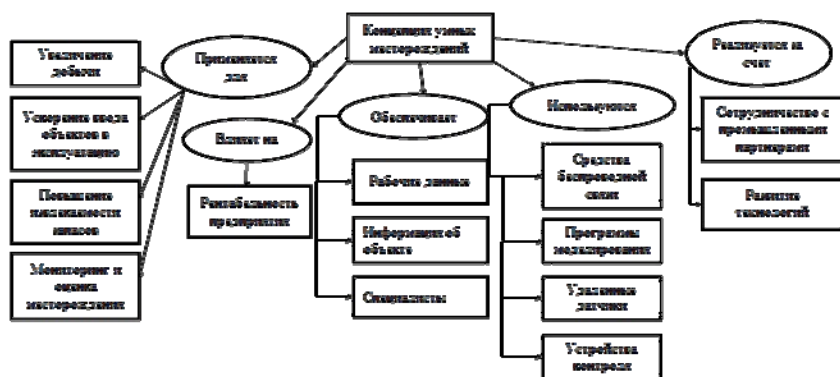 Концепция умных
месторождений
Применяется
для
Увеличение
добычи
Ускорение ввода
объектов в
эксплуатацию
Повышение
извлекаемости
запасов
Мониторинг и
оценка
месторождения
Влияет на
Рентабельность
предприятия
Обеспечивает
Рабочие данные
Информация об
объекте
Специалисты
Используются
Средства
беспроводной
связи
Программы
моделирования
Удаленные
датчики
Устройства
контроля
Реализуется за
счет
Сотрудничество с
промышленными
партнерами
Развитие
технологий